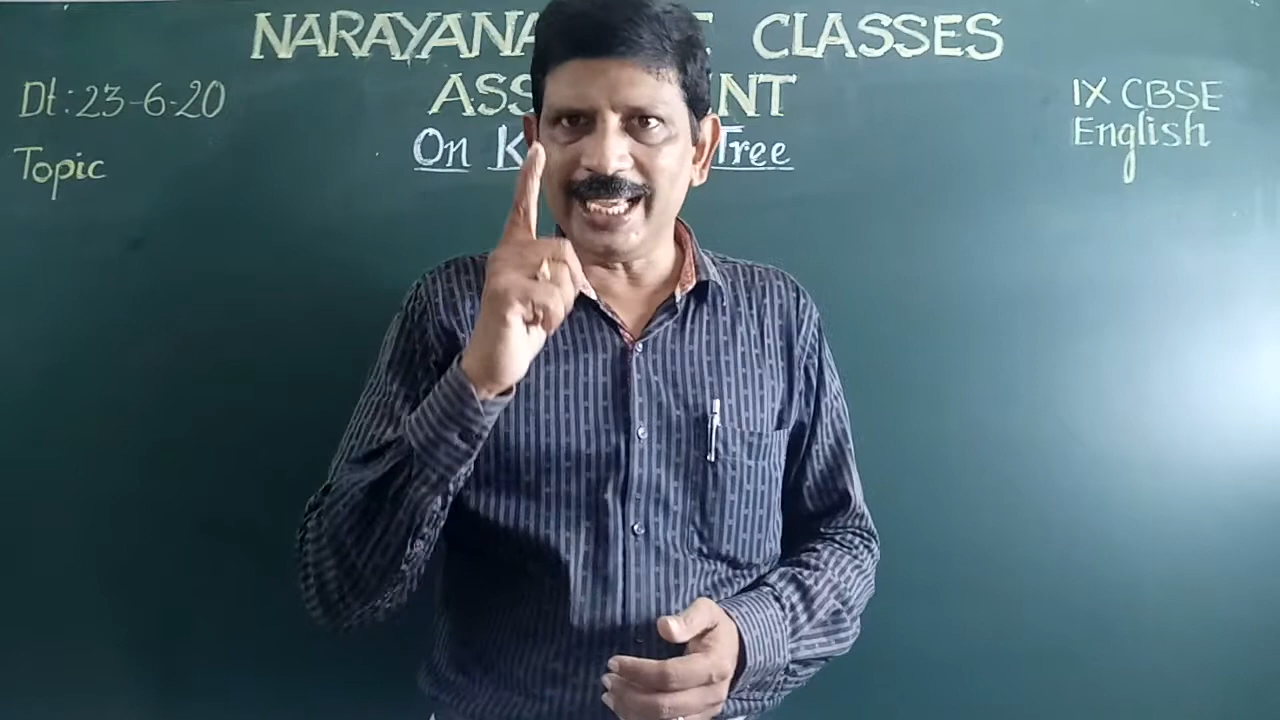 NARAYANA CLASSES
Dt:23-6-20
IX CBSE
English
On Tree
Topic